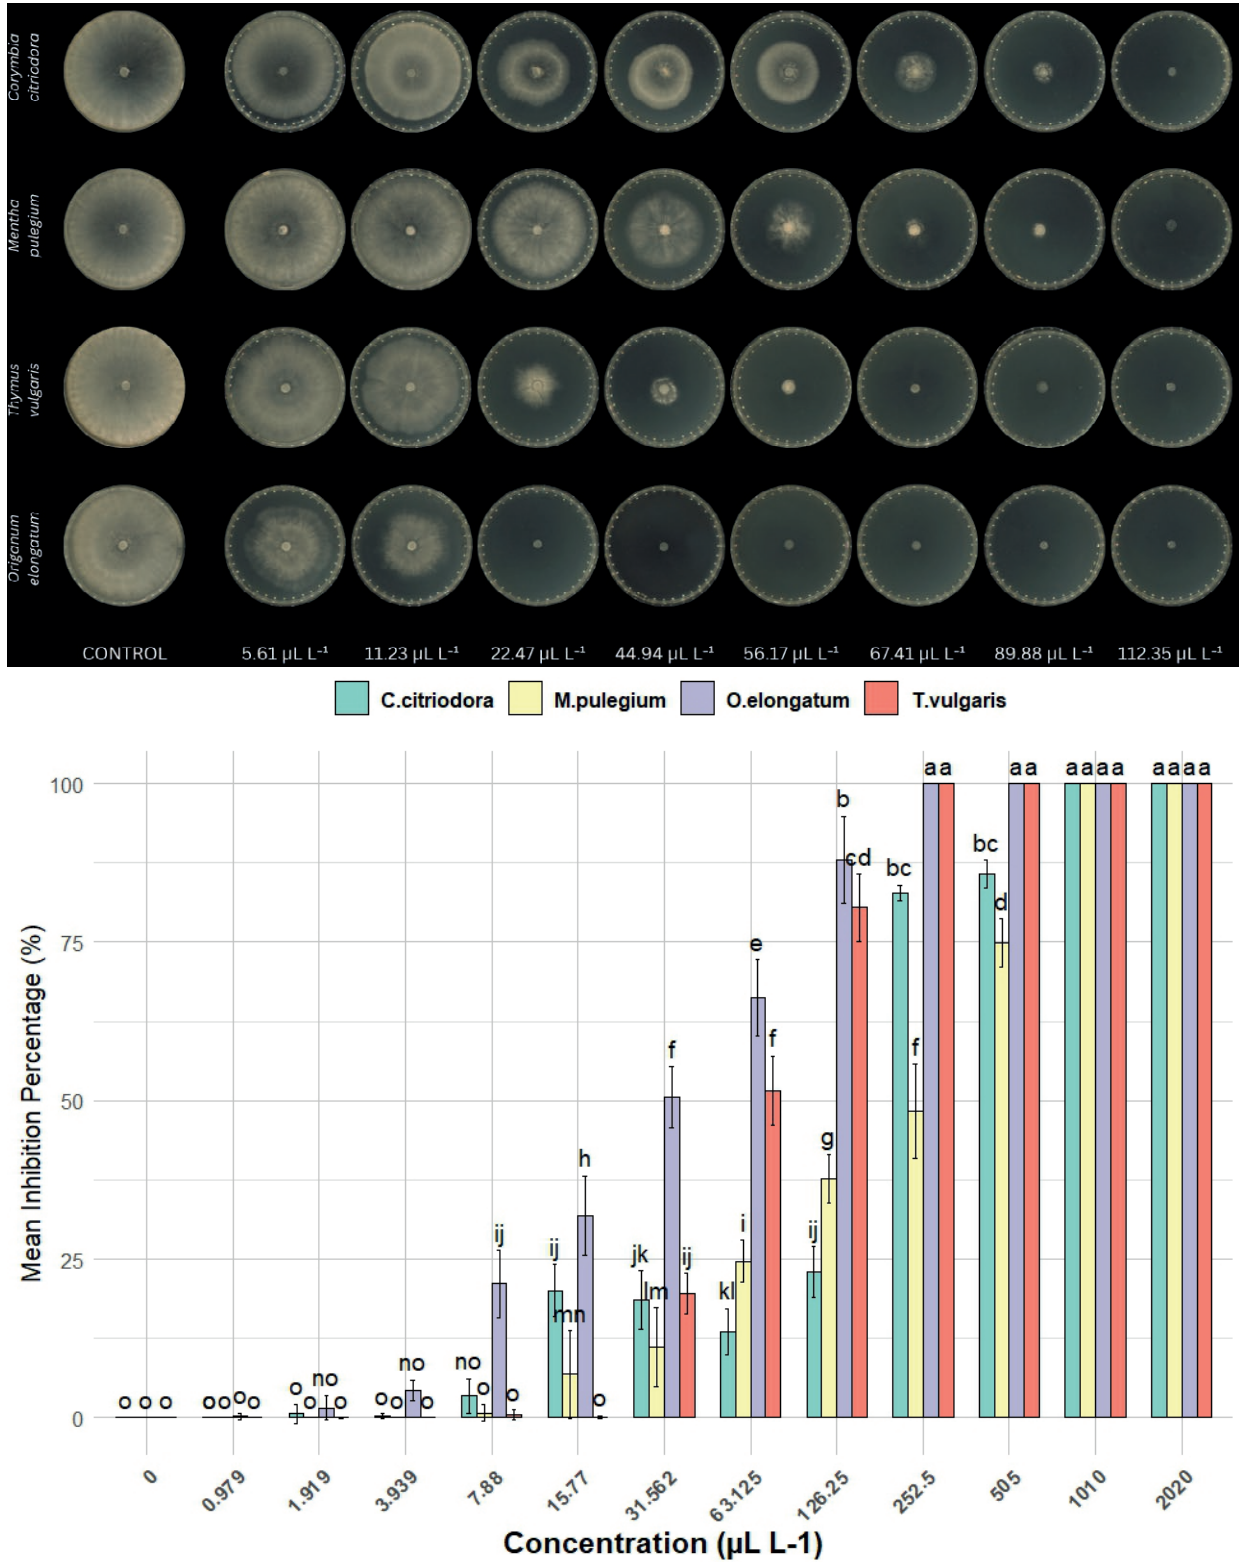 Corymbia
citriodora
Mentha
pulegium
Thymus
vulgaris
Origanum
elongatum
CONTROL 5.61 µL L⁻¹ 11.23 µL L⁻¹ 22.47 µL L⁻¹ 44.94 µL L⁻¹ 56.17 µL L⁻¹ 67.41 µL L⁻¹ 89.88 µL L⁻¹ 112.35 µL L⁻¹
C.citriodora M.pulegium O.elongatum T.vulgaris
Mean Inhibition Percentage (%)
100
75
50
25
0
o o o
o o o o
o o no o
o o no o
no o ij o
ij mn h o
jk lm f ij
kl i e f
ij g b cd
bc f a a
bc d a a
a a a a
a a a a
0 0.979 1.919 3.939 7.88 15.77 31.562 63.125 126.25 252.5 505 1010 2020
Concentration (µL L-1)